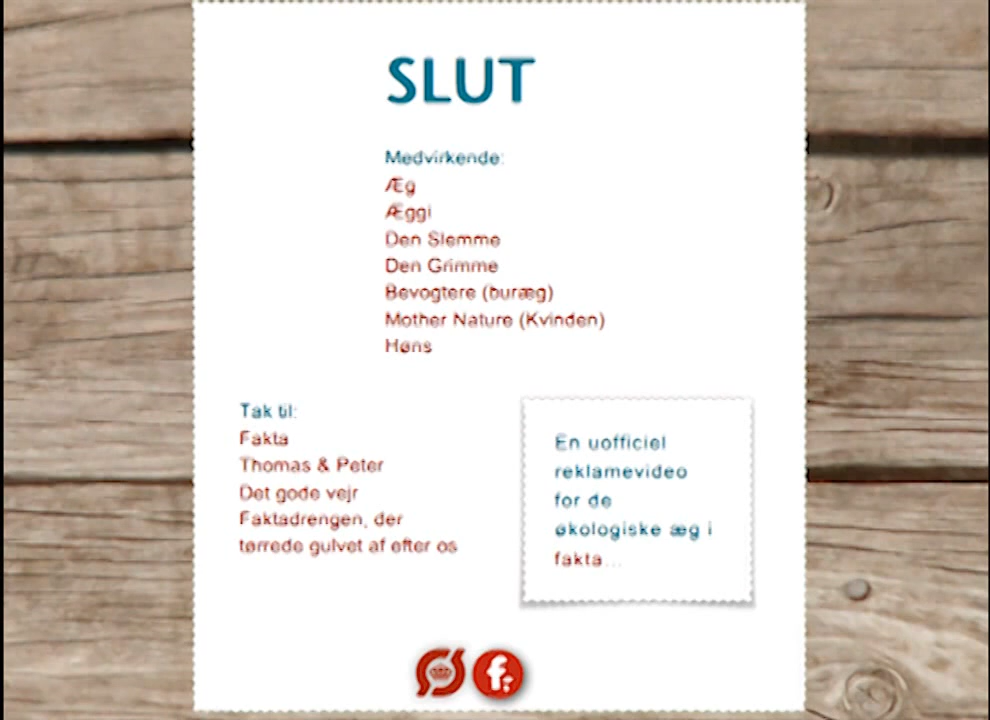 SLUT
Medvirkende:
Æg
Æggi
Den Slemme
Den Grimme
Bevogtere (buræg)
Mother Nature (Kvinden)
Høns
Tak til:
Fakta
Thomas & Peter
Det gode vejr
Faktadrengen, der
tørrede gulvet af efter os
En uofficiel
reklamevideo
for de
økologiske æg i
fakta...
Ø f: